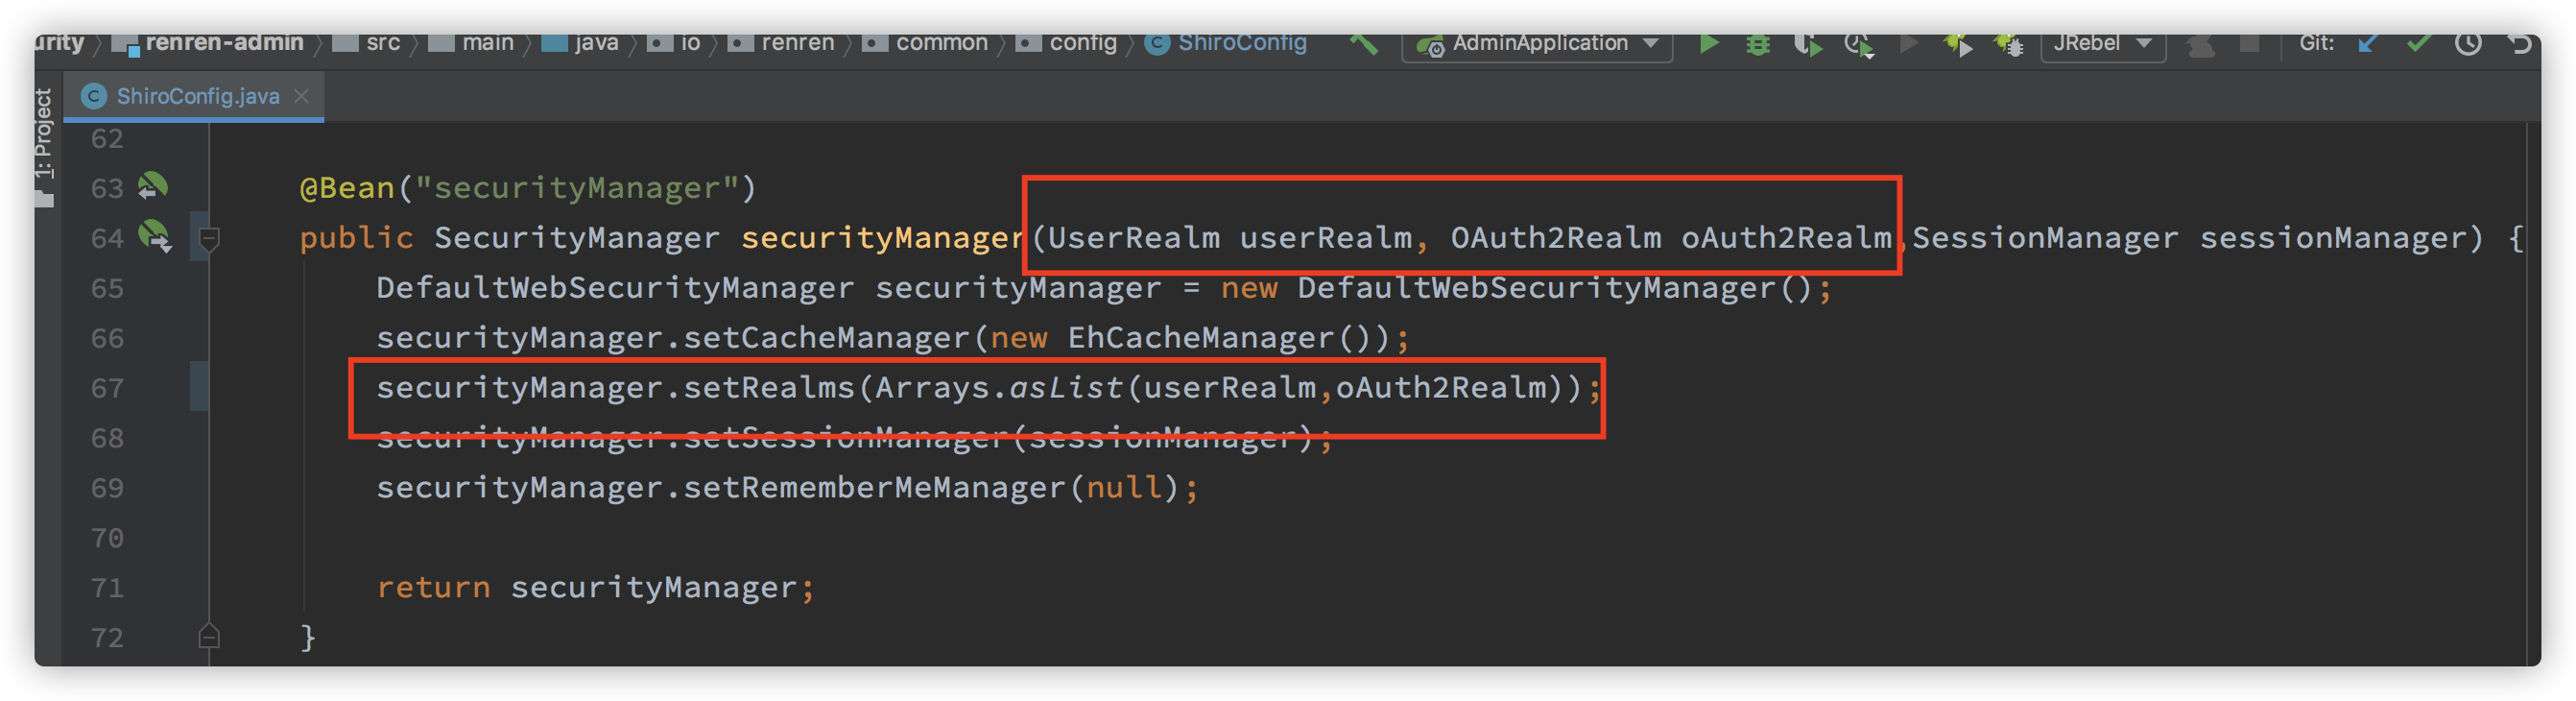 urity renren-admin src main java io renren common config ShiroConfig AdminApplication JRebel Git:
ShiroConfig.java
1: Project
62
63 @Bean("securityManager")
64 public SecurityManager securityManager(UserRealm userRealm, OAuth2Realm oAuth2Realm,SessionManager sessionManager) {
65 DefaultWebSecurityManager securityManager = new DefaultWebSecurityManager();
66 securityManager.setCacheManager(new EhCacheManager());
67 securityManager.setRealms(Arrays.asList(userRealm,oAuth2Realm));
68 securityManager.setSessionManager(sessionManager);
69 securityManager.setRememberMeManager(null);
70
71 return securityManager;
72 }